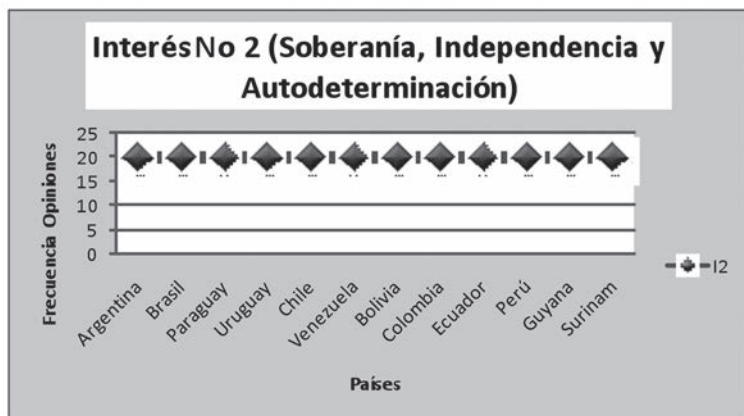 Interés No 2 (Soberanía, Independencia y
Autodeterminación)
Frecuencia Opiniones
25
20
15
10
5
0
Argentina
Brasil
Paraguay
Uruguay
Chile
Venezuela
Bolivia
Colombia
Ecuador
Perú
Guyana
Surinam
I2
Países